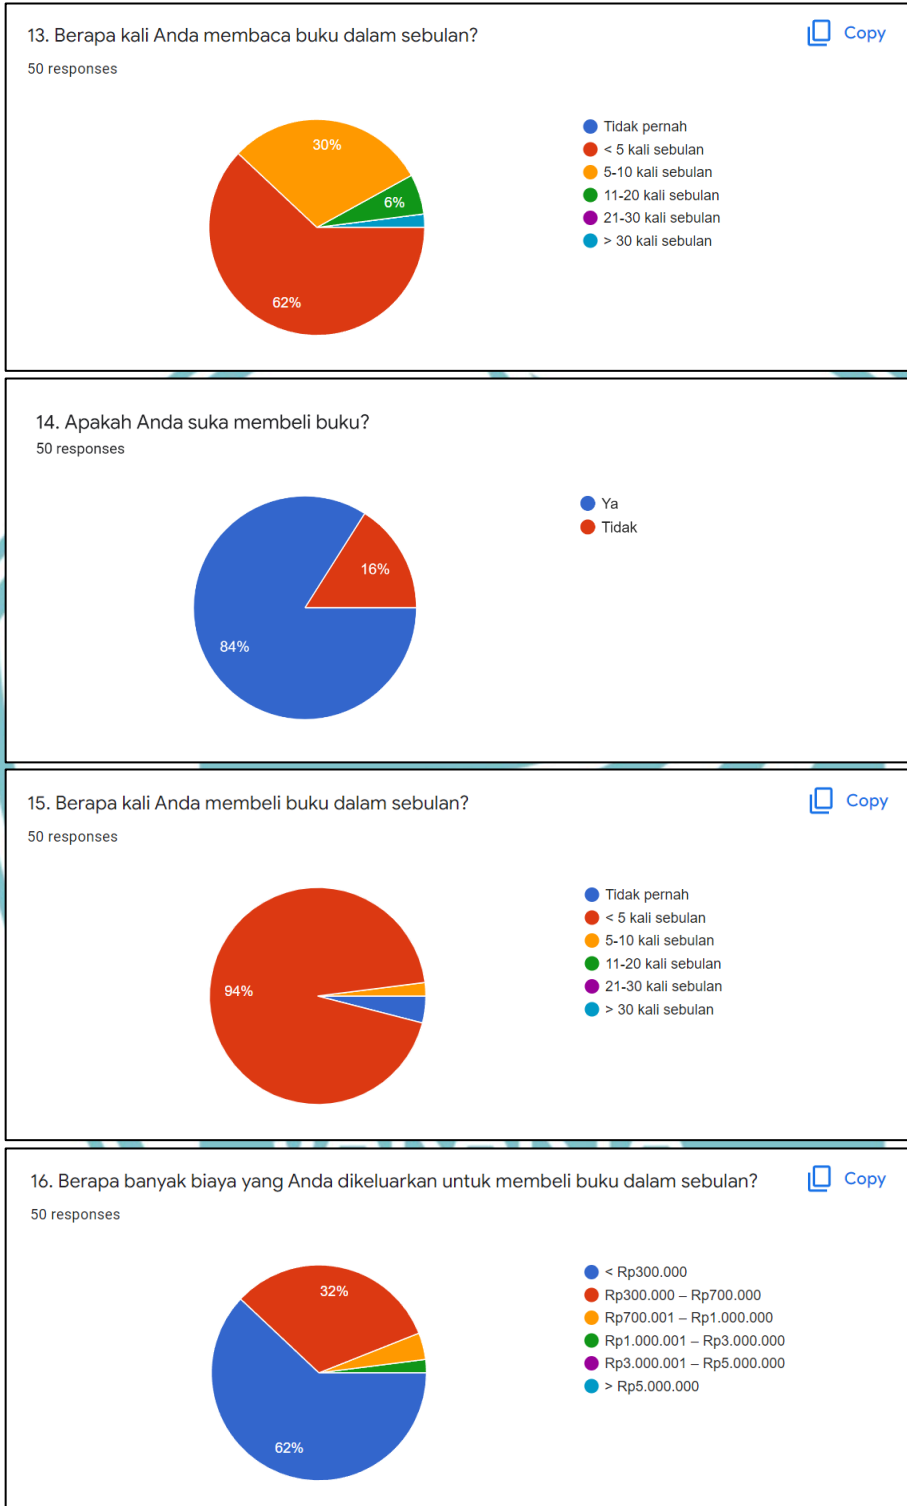 13. Berapa kali Anda membaca buku dalam sebulan?
Copy
50 responses
30%
6%
62%
Tidak pernah
< 5 kali sebulan
5-10 kali sebulan
11-20 kali sebulan
21-30 kali sebulan
> 30 kali sebulan
14. Apakah Anda suka membeli buku?
50 responses
16%
84%
Ya
Tidak
15. Berapa kali Anda membeli buku dalam sebulan?
Copy
50 responses
94%
Tidak pernah
< 5 kali sebulan
5-10 kali sebulan
11-20 kali sebulan
21-30 kali sebulan
> 30 kali sebulan
16. Berapa banyak biaya yang Anda dikeluarkan untuk membeli buku dalam sebulan?
Copy
50 responses
32%
62%
< Rp300.000
Rp300.000 – Rp700.000
Rp700.001 – Rp1.000.000
Rp1.000.001 – Rp3.000.000
Rp3.000.001 – Rp5.000.000
> Rp5.000.000